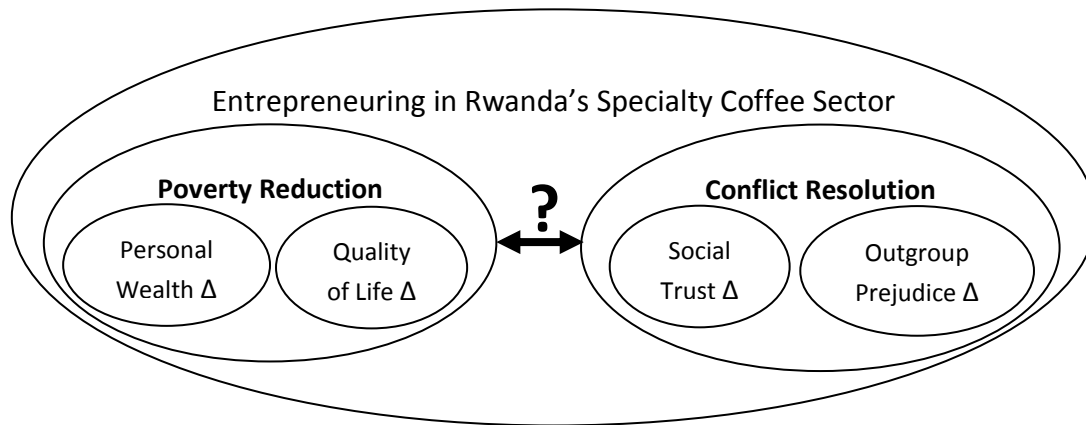 Entrepreneuring in Rwanda’s Specialty Coffee Sector
Poverty Reduction
Personal
Wealth Δ
Quality
of Life Δ
?
Conflict Resolution
Social
Trust Δ
Outgroup
Prejudice Δ